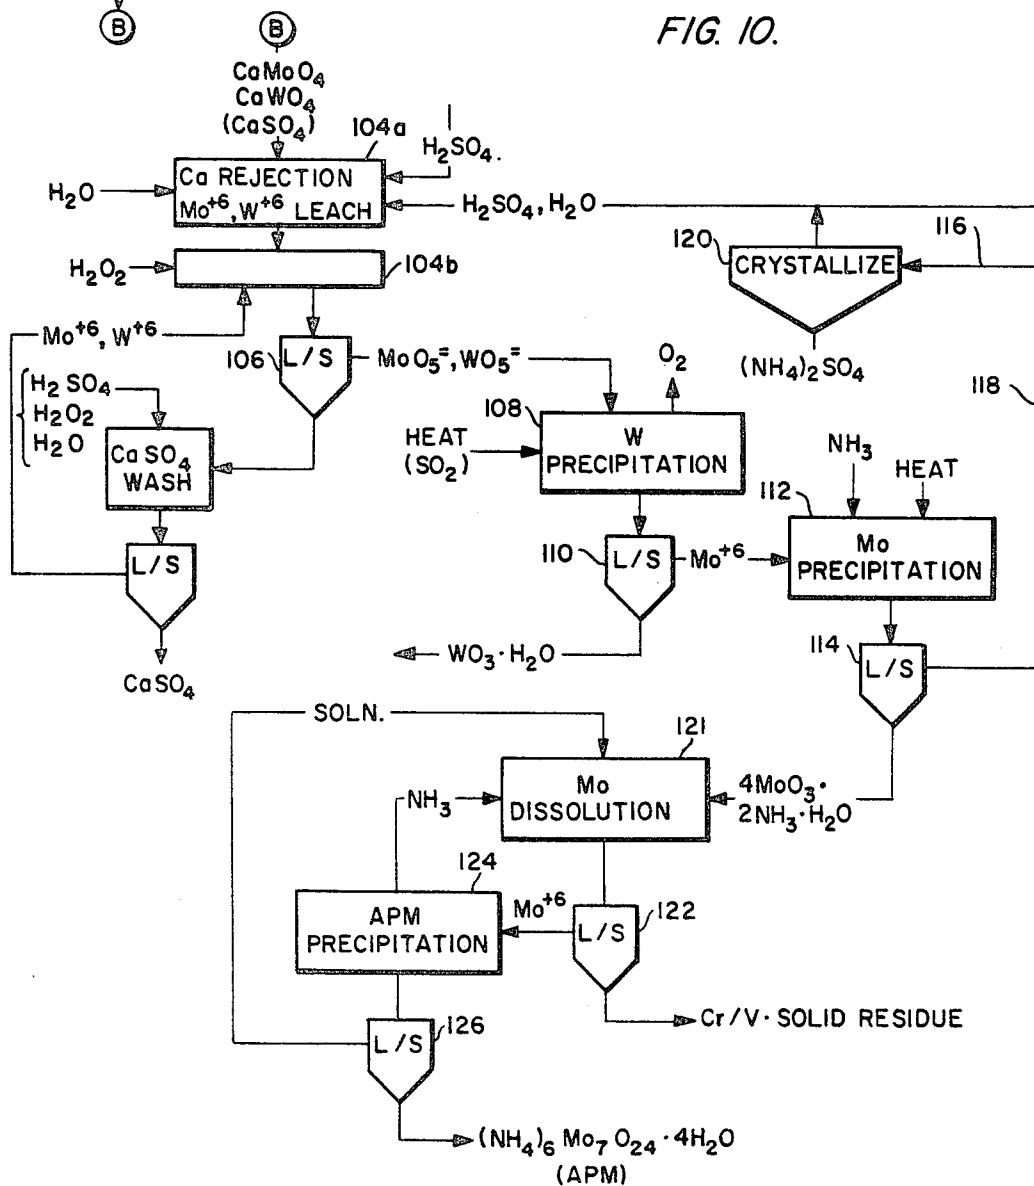 B
B
FIG. 10.
CaMoO₄
CaWO₄
(CaSO₄)
104a
H₂SO₄.
H₂O
Ca REJECTION
Mo⁺⁶, W⁺⁶ LEACH
H₂SO₄, H₂O
116
120
CRYSTALLIZE
H₂O₂
104b
Mo⁺⁶, W⁺⁶
106
L/S
MoO₅⁼, WO₅⁼
O₂
(NH₄)₂SO₄
118
H₂SO₄
H₂O₂
H₂O
CaSO₄
WASH
108
HEAT
(SO₂)
W
PRECIPITATION
NH₃
HEAT
112
L/S
110
L/S
Mo⁺⁶
Mo
PRECIPITATION
WO₃·H₂O
114
L/S
CaSO₄
SOLN.
121
NH₃
Mo
DISSOLUTION
4MoO₃·
2NH₃·H₂O
124
APM
PRECIPITATION
Mo⁺⁶
L/S
122
Cr/V·SOLID RESIDUE
L/S
126
(NH₄)₆ Mo₇ O₂₄·4H₂O
(APM)